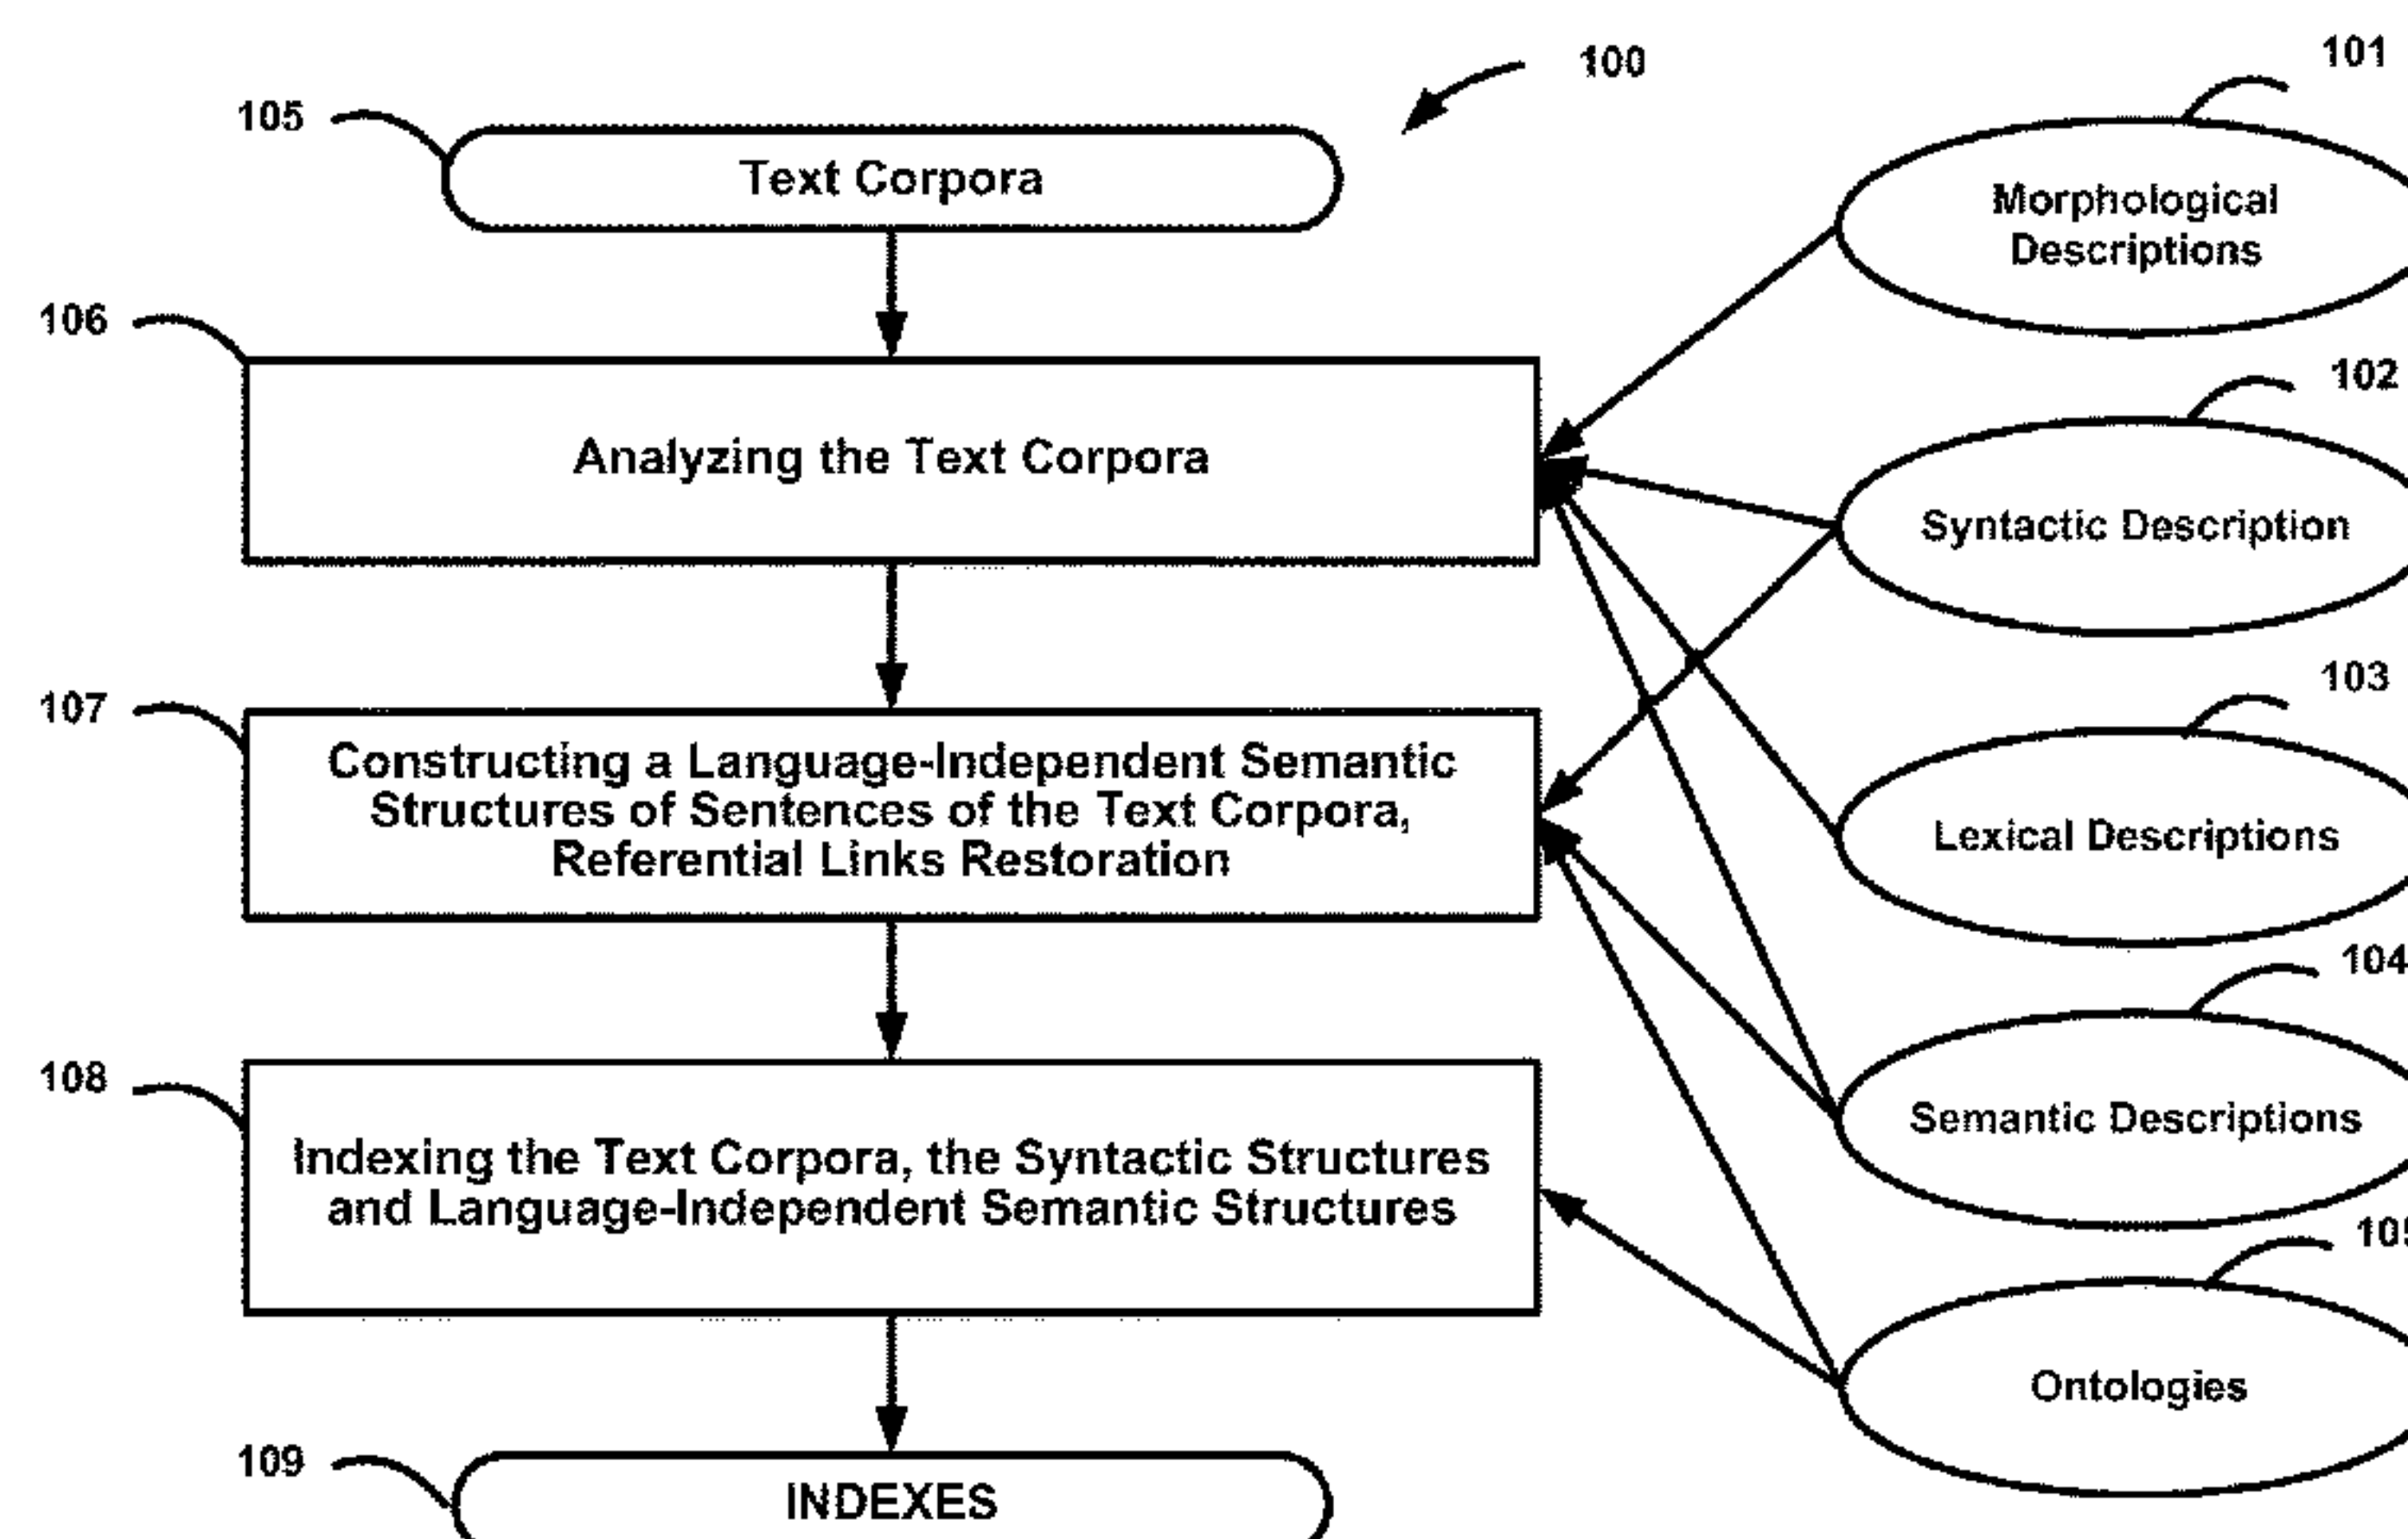 100
101
105
Text Corpora
Morphological
Descriptions
106
102
Analyzing the Text Corpora
Syntactic Description
103
107
Constructing a Language-Independent Semantic
Structures of Sentences of the Text Corpora,
Referential Links Restoration
Lexical Descriptions
104
108
Semantic Descriptions
Indexing the Text Corpora, the Syntactic Structures
and Language-Independent Semantic Structures
105
Ontologies
109
INDEXES